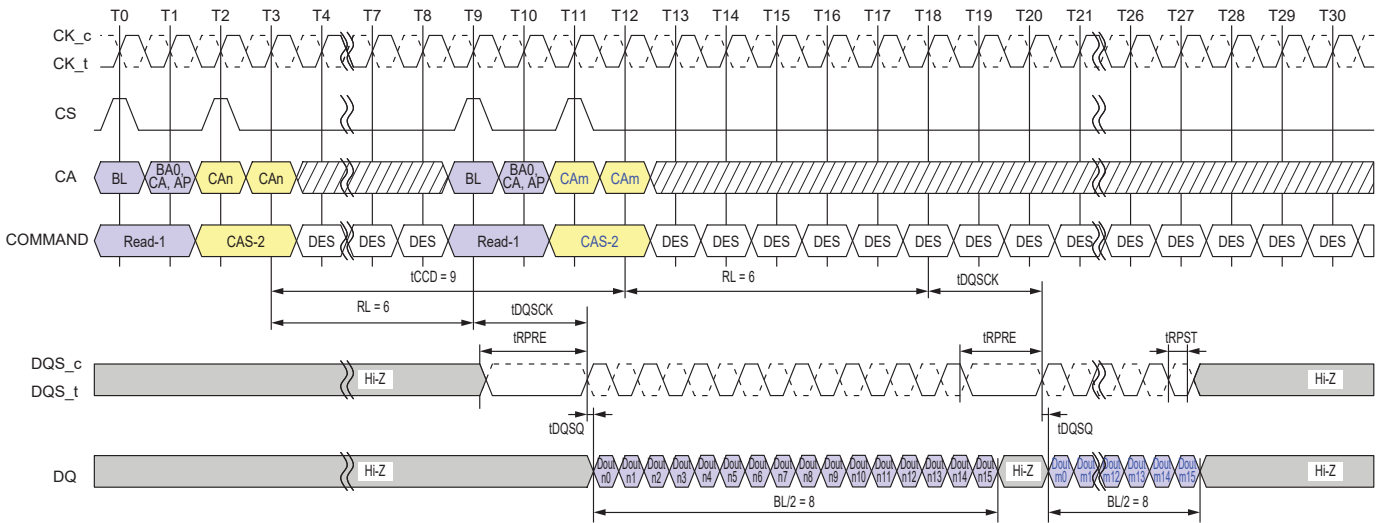 T0 T1 T2 T3 T4 T7 T8 T9 T10 T11 T12 T13 T14 T15 T16 T17 T18 T19 T20 T21 T26 T27 T28 T29 T30
CK_c
CK_t
CS
CA BL BA0, CA, AP CAn CAn BL BA0, CA, AP CAm CAm
COMMAND Read-1 CAS-2 DES DES DES Read-1 CAS-2 DES DES DES DES DES DES DES DES DES DES DES DES DES DES
tCCD = 9 RL = 6 tDQSCK
RL = 6 tDQSCK
tRPRE tRPRE tRPST
DQS_c
DQS_t
Hi-Z Hi-Z
tDQSQ tDQSQ
DQ Hi-Z Dout n0 Dout n1 Dout n2 Dout n3 Dout n4 Dout n5 Dout n6 Dout n7 Dout n8 Dout n9 Dout n10 Dout n11 Dout n12 Dout n13 Dout n14 Dout n15 Hi-Z Dout m0 Dout m1 Dout m12 Dout m13 Dout m14 Dout m15 Hi-Z
BL/2 = 8 BL/2 = 8